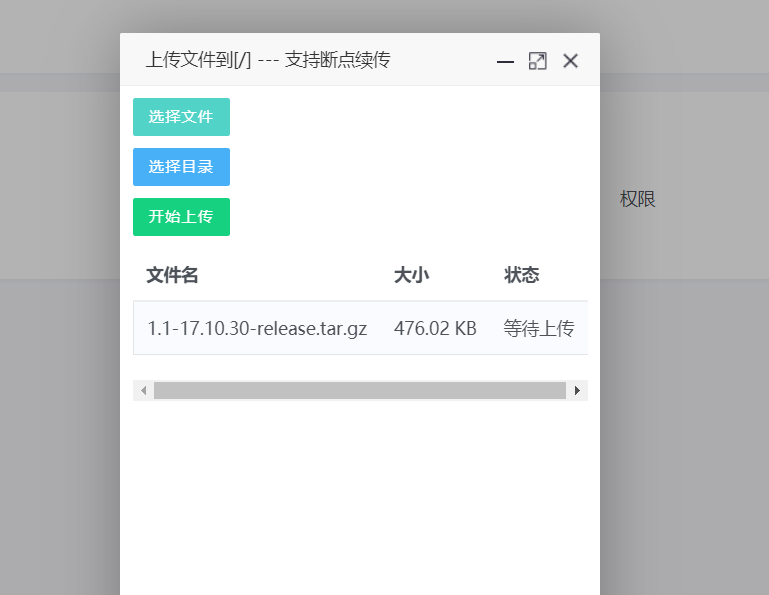 上传文件到[/] --- 支持断点续传
选择文件
选择目录
开始上传
权限
文件名 大小 状态
1.1-17.10.30-release.tar.gz 476.02 KB 等待上传